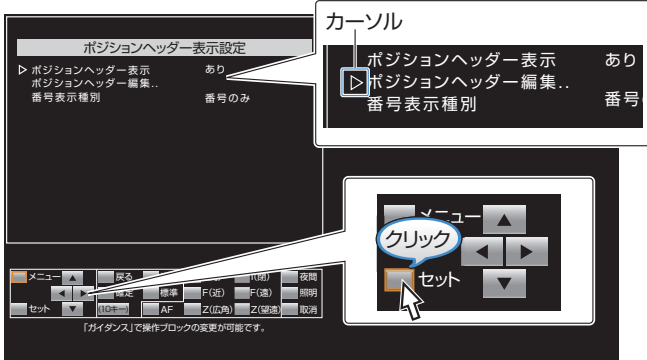 カーソル
ポジションヘッダー表示設定
ポジションヘッダー表示 あり
ポジションヘッダー編集..
番号表示種別 番号のみ
ポジションヘッダー表示 あり
ポジションヘッダー編集..
番号表示種別 番号
メニュー
クリック
セット
メニュー 戻る I(閉) 夜間
確定 標準 F(近) F(遠) 照明
セット (10キー) AF Z(広角) Z(望遠) 取消
「ガイダンス」で操作ブロックの変更が可能です。